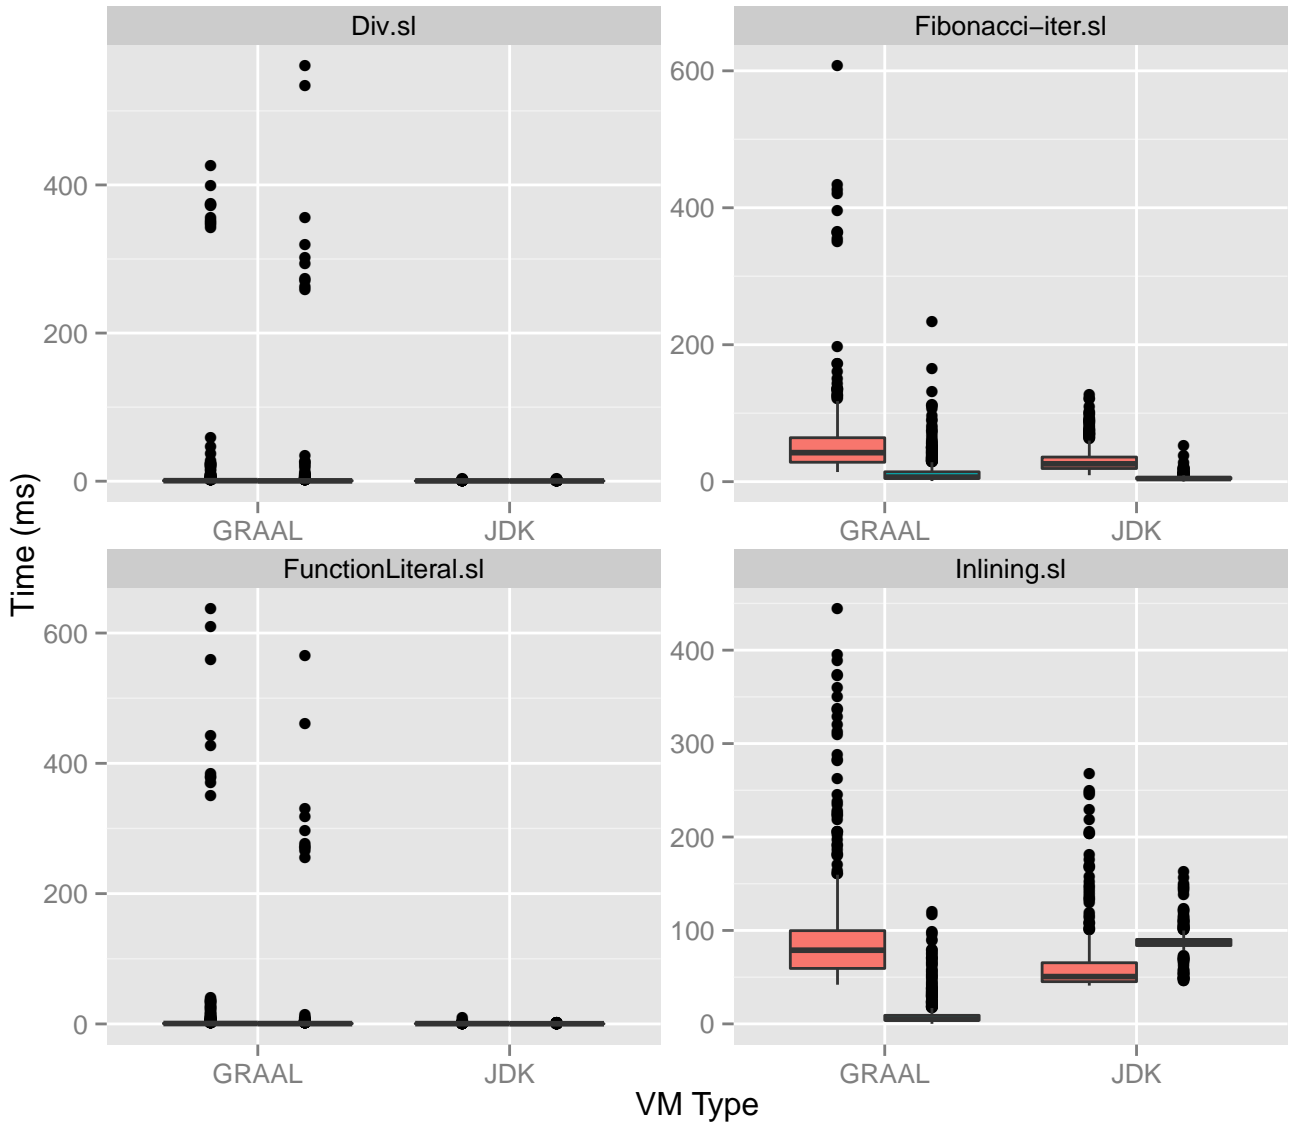 Div.sl
Fibonacci−iter.sl
400
200
0
600
400
200
0
GRAAL
JDK
GRAAL
JDK
Time (ms)
FunctionLiteral.sl
Inlining.sl
600
400
200
0
400
300
200
100
0
GRAAL
JDK
GRAAL
JDK
VM Type